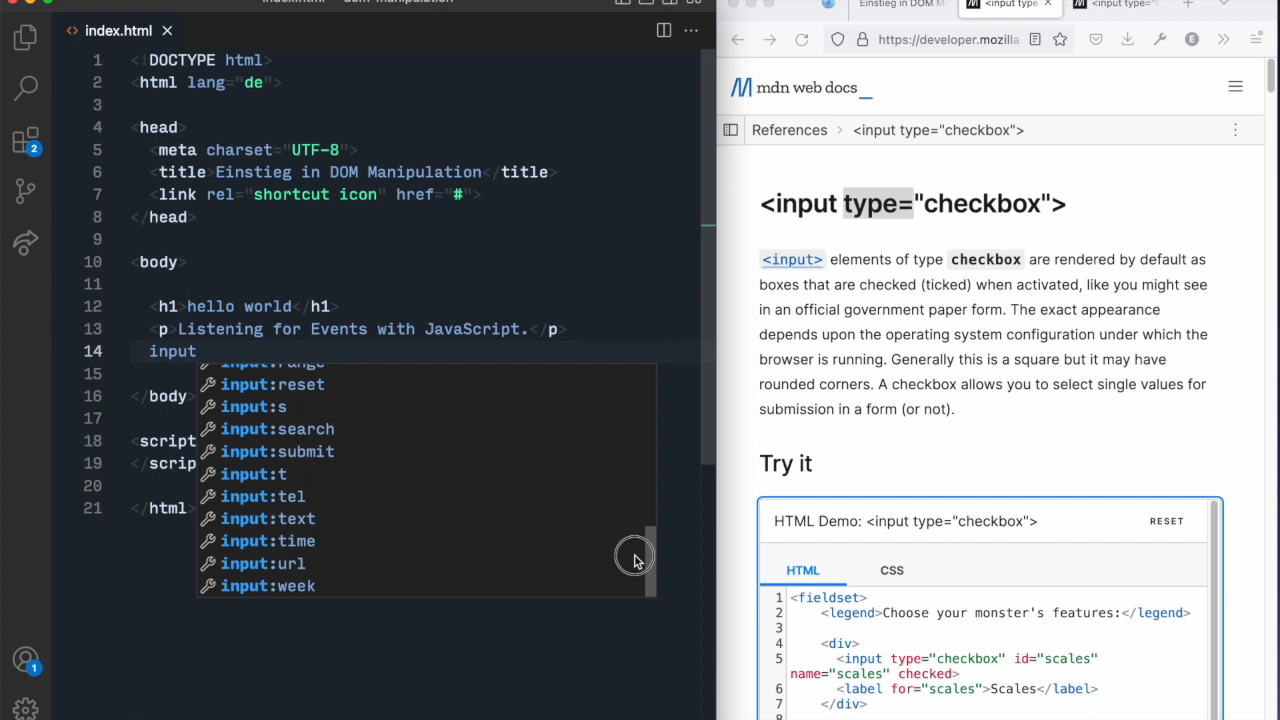 index.html — dom-manipulation
index.html
1 <!DOCTYPE html>
2 <html lang="de">
3
4 <head>
5 <meta charset="UTF-8">
6 <title>Einstieg in DOM Manipulation</title>
7 <link rel="shortcut icon" href="#">
8 </head>
9
10 <body>
11
12 <h1>hello world</h1>
13 <p>Listening for Events with JavaScript.</p>
14 input
15
16 </body>
17
18 <script
19 </scrip
20
21 </html>
input:range
input:reset
input:s
input:search
input:submit
input:t
input:tel
input:text
input:time
input:url
input:week
2
1
Einstieg in DOM M
<input type=
<input type="
https://developer.mozilla
E
mdn web docs_
References > <input type="checkbox">
<input type="checkbox">
<input> elements of type checkbox are rendered by default as
boxes that are checked (ticked) when activated, like you might see
in an official government paper form. The exact appearance
depends upon the operating system configuration under which the
browser is running. Generally this is a square but it may have
rounded corners. A checkbox allows you to select single values for
submission in a form (or not).
Try it
HTML Demo: <input type="checkbox">
RESET
HTML CSS
1 <fieldset>
2 <legend>Choose your monster's features:</legend>
3
4 <div>
5 <input type="checkbox" id="scales"
name="scales" checked>
6 <label for="scales">Scales</label>
7 </div>
8